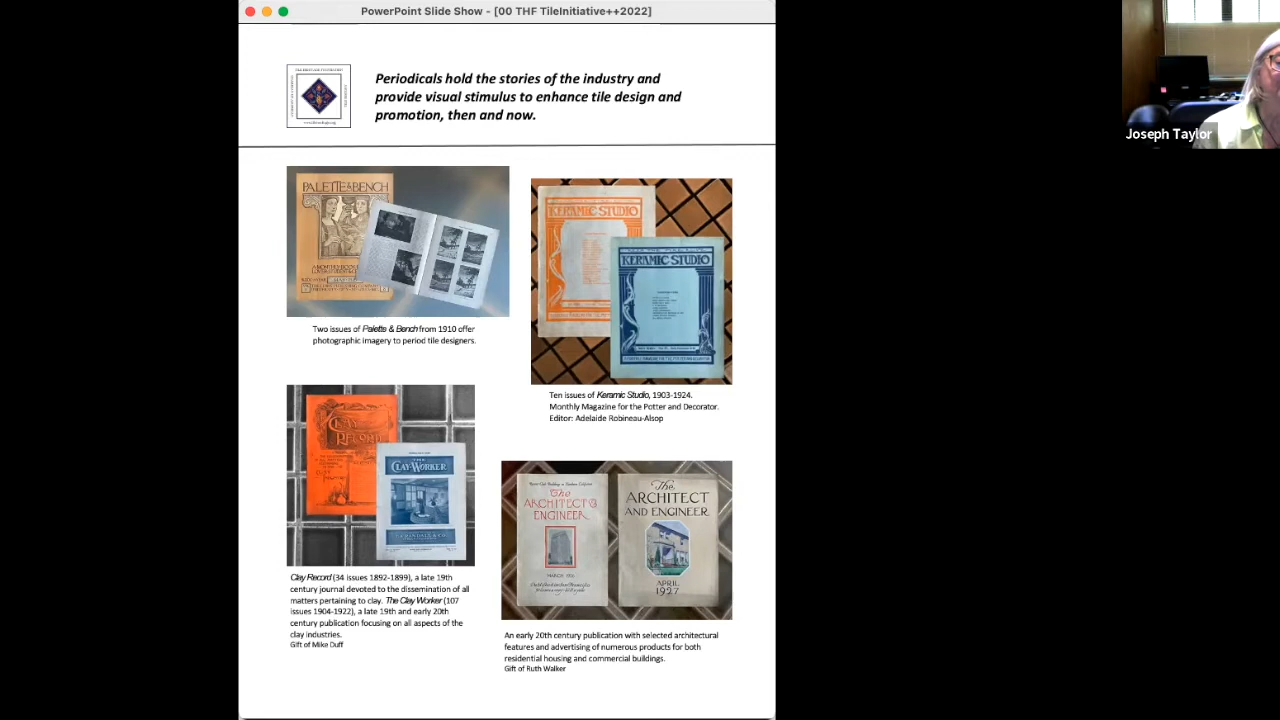 PowerPoint Slide Show - [00 THF TileInitiative++2022]
Periodicals hold the stories of the industry and
provide visual stimulus to enhance tile design and
promotion, then and now.
Joseph Taylor
PALETTE & BENCH
KERAMIC STUDIO
KERAMIC STUDIO
Two issues of Palette & Bench from 1910 offer
photographic imagery to period tile designers.
Ten issues of Keramic Studio, 1903-1924.
Monthly Magazine for the Potter and Decorator.
Editor: Adelaide Robineau-Alsop
CLAY
RECORD
THE
CLAY-WORKER
The
ARCHITECT &
ENGINEER
MARCH
The
ARCHITECT
AND ENGINEER
APRIL
1927
Clay Record (34 issues 1892-1899), a late 19th
century journal devoted to the dissemination of all
matters pertaining to clay. The Clay Worker (107
issues 1904-1922), a late 19th and early 20th
century publication focusing on all aspects of the
clay industries.
Gift of Mike Duff
An early 20th century publication with selected architectural
features and advertising of numerous products for both
residential housing and commercial buildings.
Gift of Ruth Walker